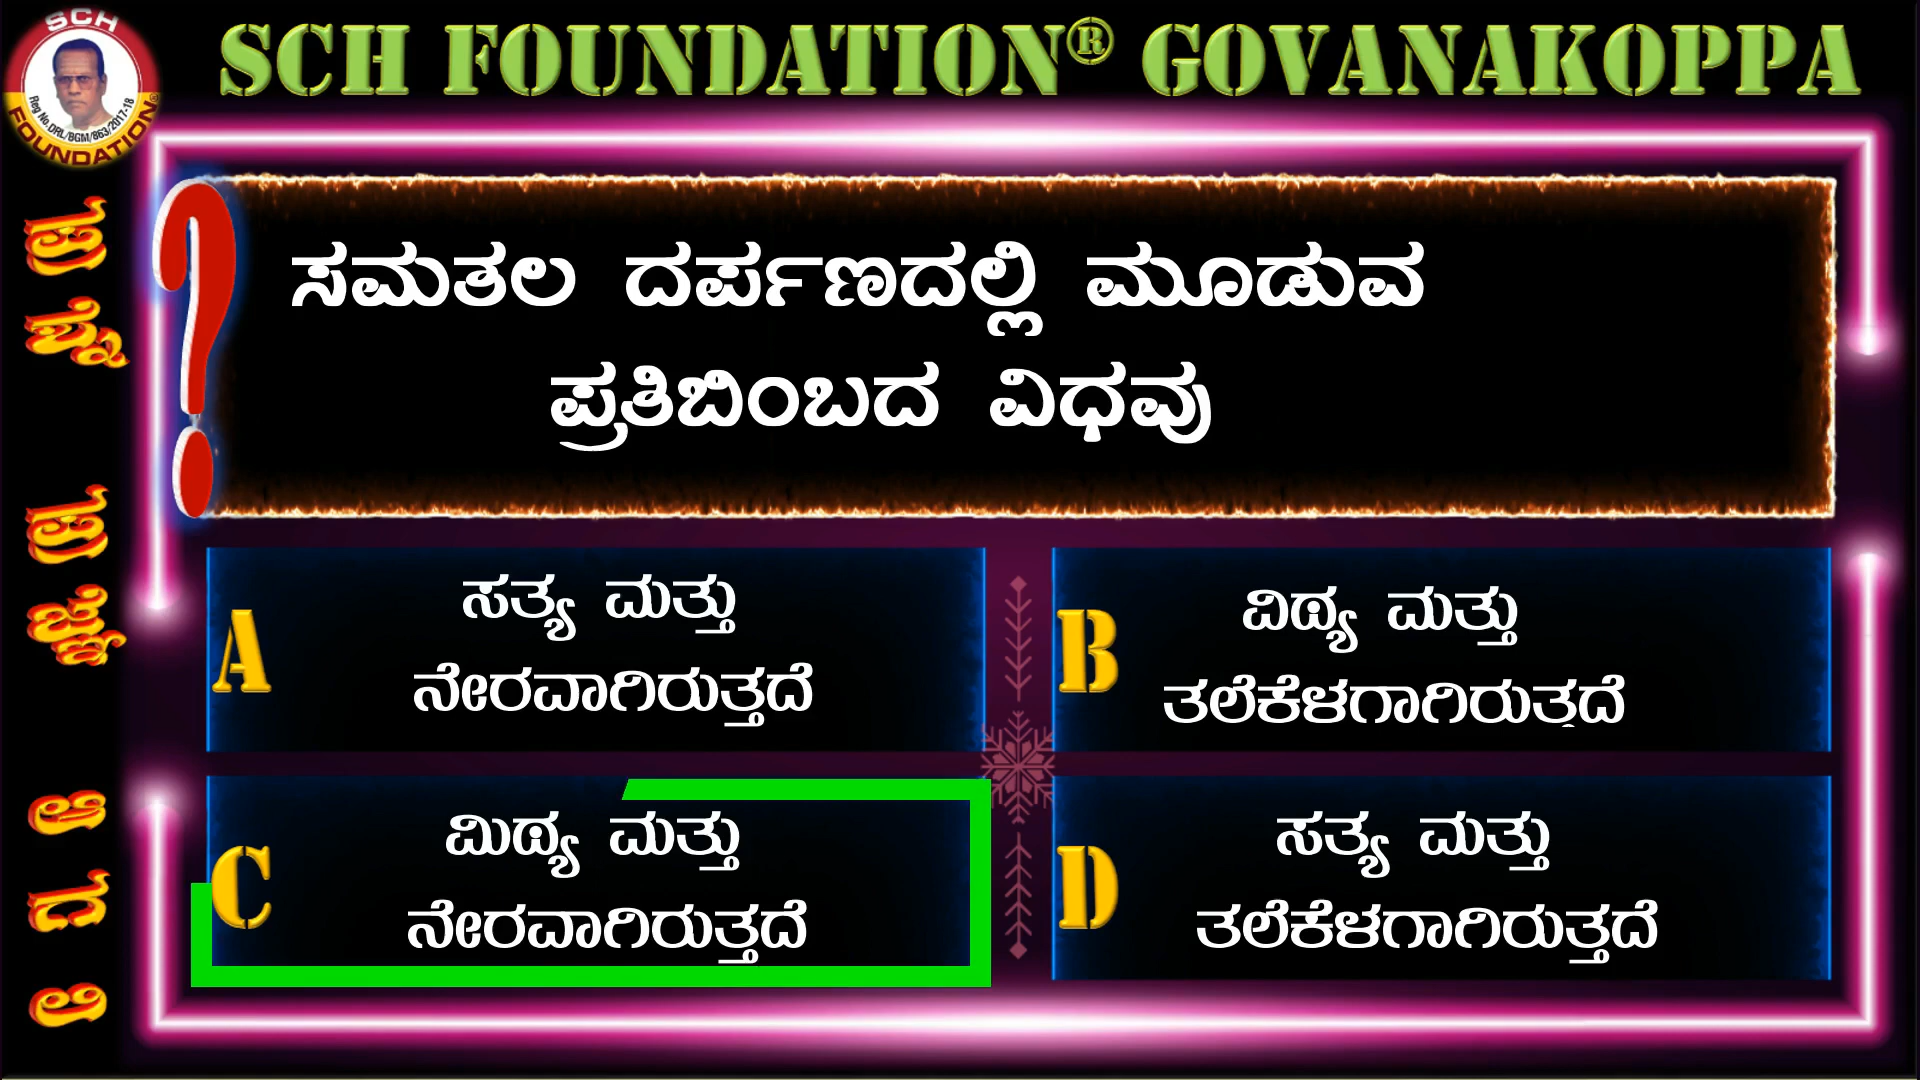 SCH FOUNDATION® GOVANAKOPPA
SCH
Reg No.DRL/BGM/863/2017-18
FOUNDATION®
?
ಸಮತಲ ದರ್ಪಣದಲ್ಲಿ ಮೂಡುವ
ಪ್ರತಿಬಿಂಬದ ವಿಧವು
A
ಸತ್ಯ ಮತ್ತು
ನೇರವಾಗಿರುತ್ತದೆ
B
ವಿಥ್ಯ ಮತ್ತು
ತಲೆಕೆಳಗಾಗಿರುತ್ತದೆ
C
ಮಿಥ್ಯ ಮತ್ತು
ನೇರವಾಗಿರುತ್ತದೆ
D
ಸತ್ಯ ಮತ್ತು
ತಲೆಕೆಳಗಾಗಿರುತ್ತದೆ